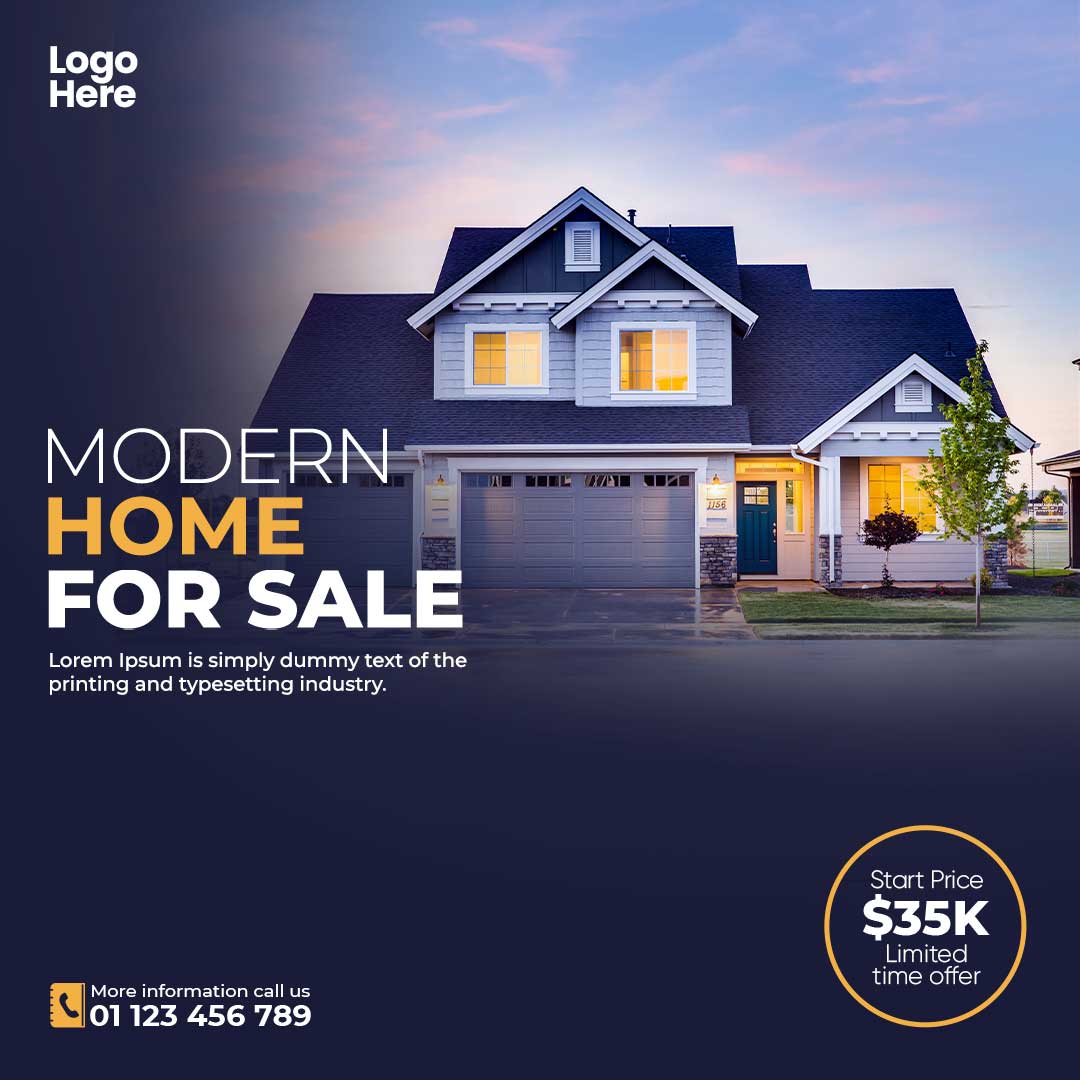 Logo
Here
MODERN
HOME
FOR SALE
Lorem Ipsum is simply dummy text of the
printing and typesetting industry.
1156
Start Price
$35K
Limited
time offer
More information call us
01 123 456 789